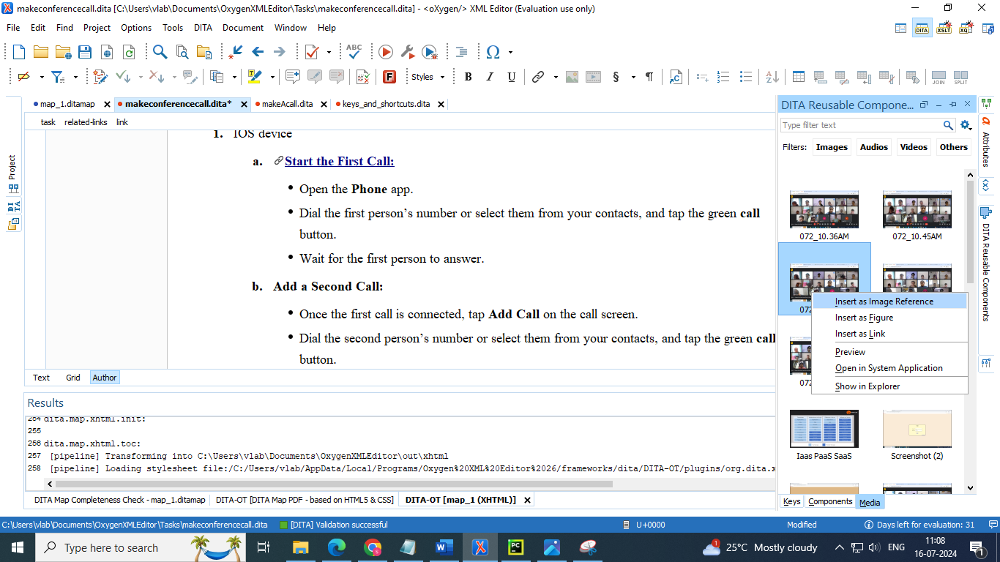 makeconferencecall.dita [C:\Users\vlab\Documents\OxygenXMLEditor\Tasks\makeconferencecall.dita] - <oXygen/> XML Editor (Evaluation use only)
File Edit Find Project Options Tools DITA Document Window Help
DITA XSLT XQ
ABC
Styles B I U § ¶ JOIN SPLIT
map_1.ditamap makeconferencecall.dita* makeAcall.dita keys_and_shortcuts.dita
task related-links link
Project
DITA
1. IOS device
a. Start the First Call:
• Open the Phone app.
• Dial the first person’s number or select them from your contacts, and tap the green call
button.
• Wait for the first person to answer.
b. Add a Second Call:
• Once the first call is connected, tap Add Call on the call screen.
• Dial the second person’s number or select them from your contacts, and tap the green call
button.
Text Grid Author
Results
254 dita.map.xhtml.init:
255
256 dita.map.xhtml.toc:
257 [pipeline] Transforming into C:\Users\vlab\Documents\OxygenXMLEditor\out\xhtml
258 [pipeline] Loading stylesheet file:/C:/Users/vlab/AppData/Local/Programs/Oxygen%20XML%20Editor%2026/frameworks/dita/DITA-OT/plugins/org.dita.x
DITA Map Completeness Check - map_1.ditamap DITA-OT [DITA Map PDF - based on HTML5 & CSS] DITA-OT [map_1 (XHTML)]
DITA Reusable Compone...
Type filter text
Filters: Images Audios Videos Others
072_10.36AM 072_10.45AM
072
Insert as Image Reference
Insert as Figure
Insert as Link
Preview
Open in System Application
Show in Explorer
072
Iaas PaaS SaaS Screenshot (2)
Keys Components Media
Attributes
DITA Reusable Components
C:\Users\vlab\Documents\OxygenXMLEditor\Tasks\makeconferencecall.dita [DITA] Validation successful U+0000 Modified Days left for evaluation: 31
Type here to search
25°C Mostly cloudy ENG 11:08
16-07-2024
1